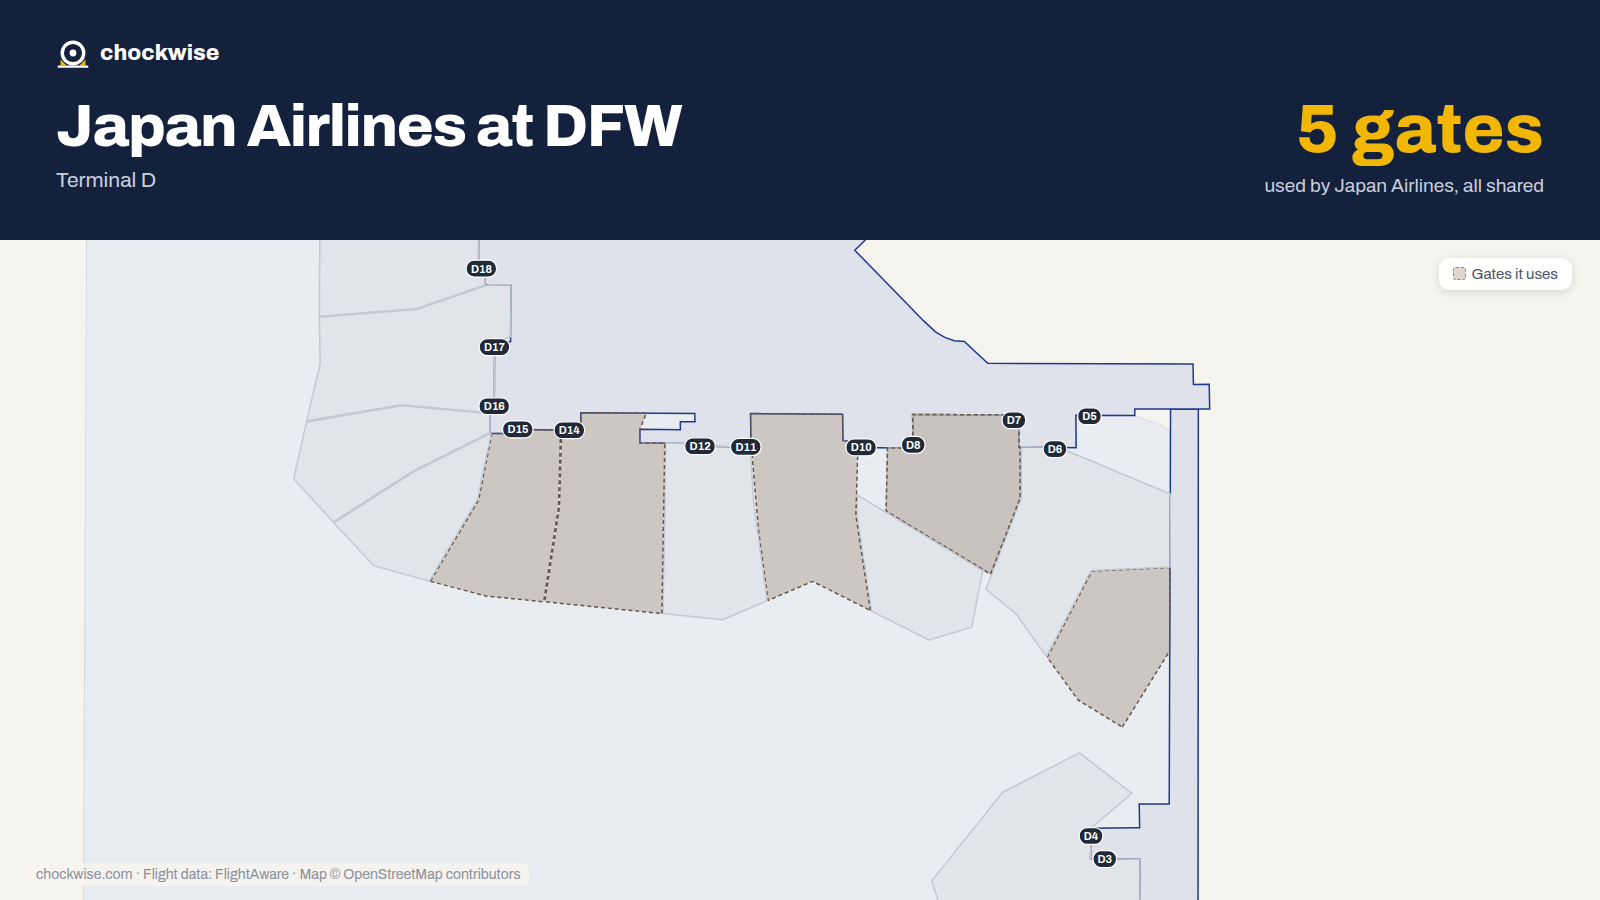 chockwise
Japan Airlines at DFW
Terminal D
5 gates
used by Japan Airlines, all shared
Gates it uses
D18
D17
D16
D15
D14
D12
D11
D10
D8
D7
D6
D5
D4
D3
chockwise.com · Flight data: FlightAware · Map © OpenStreetMap contributors